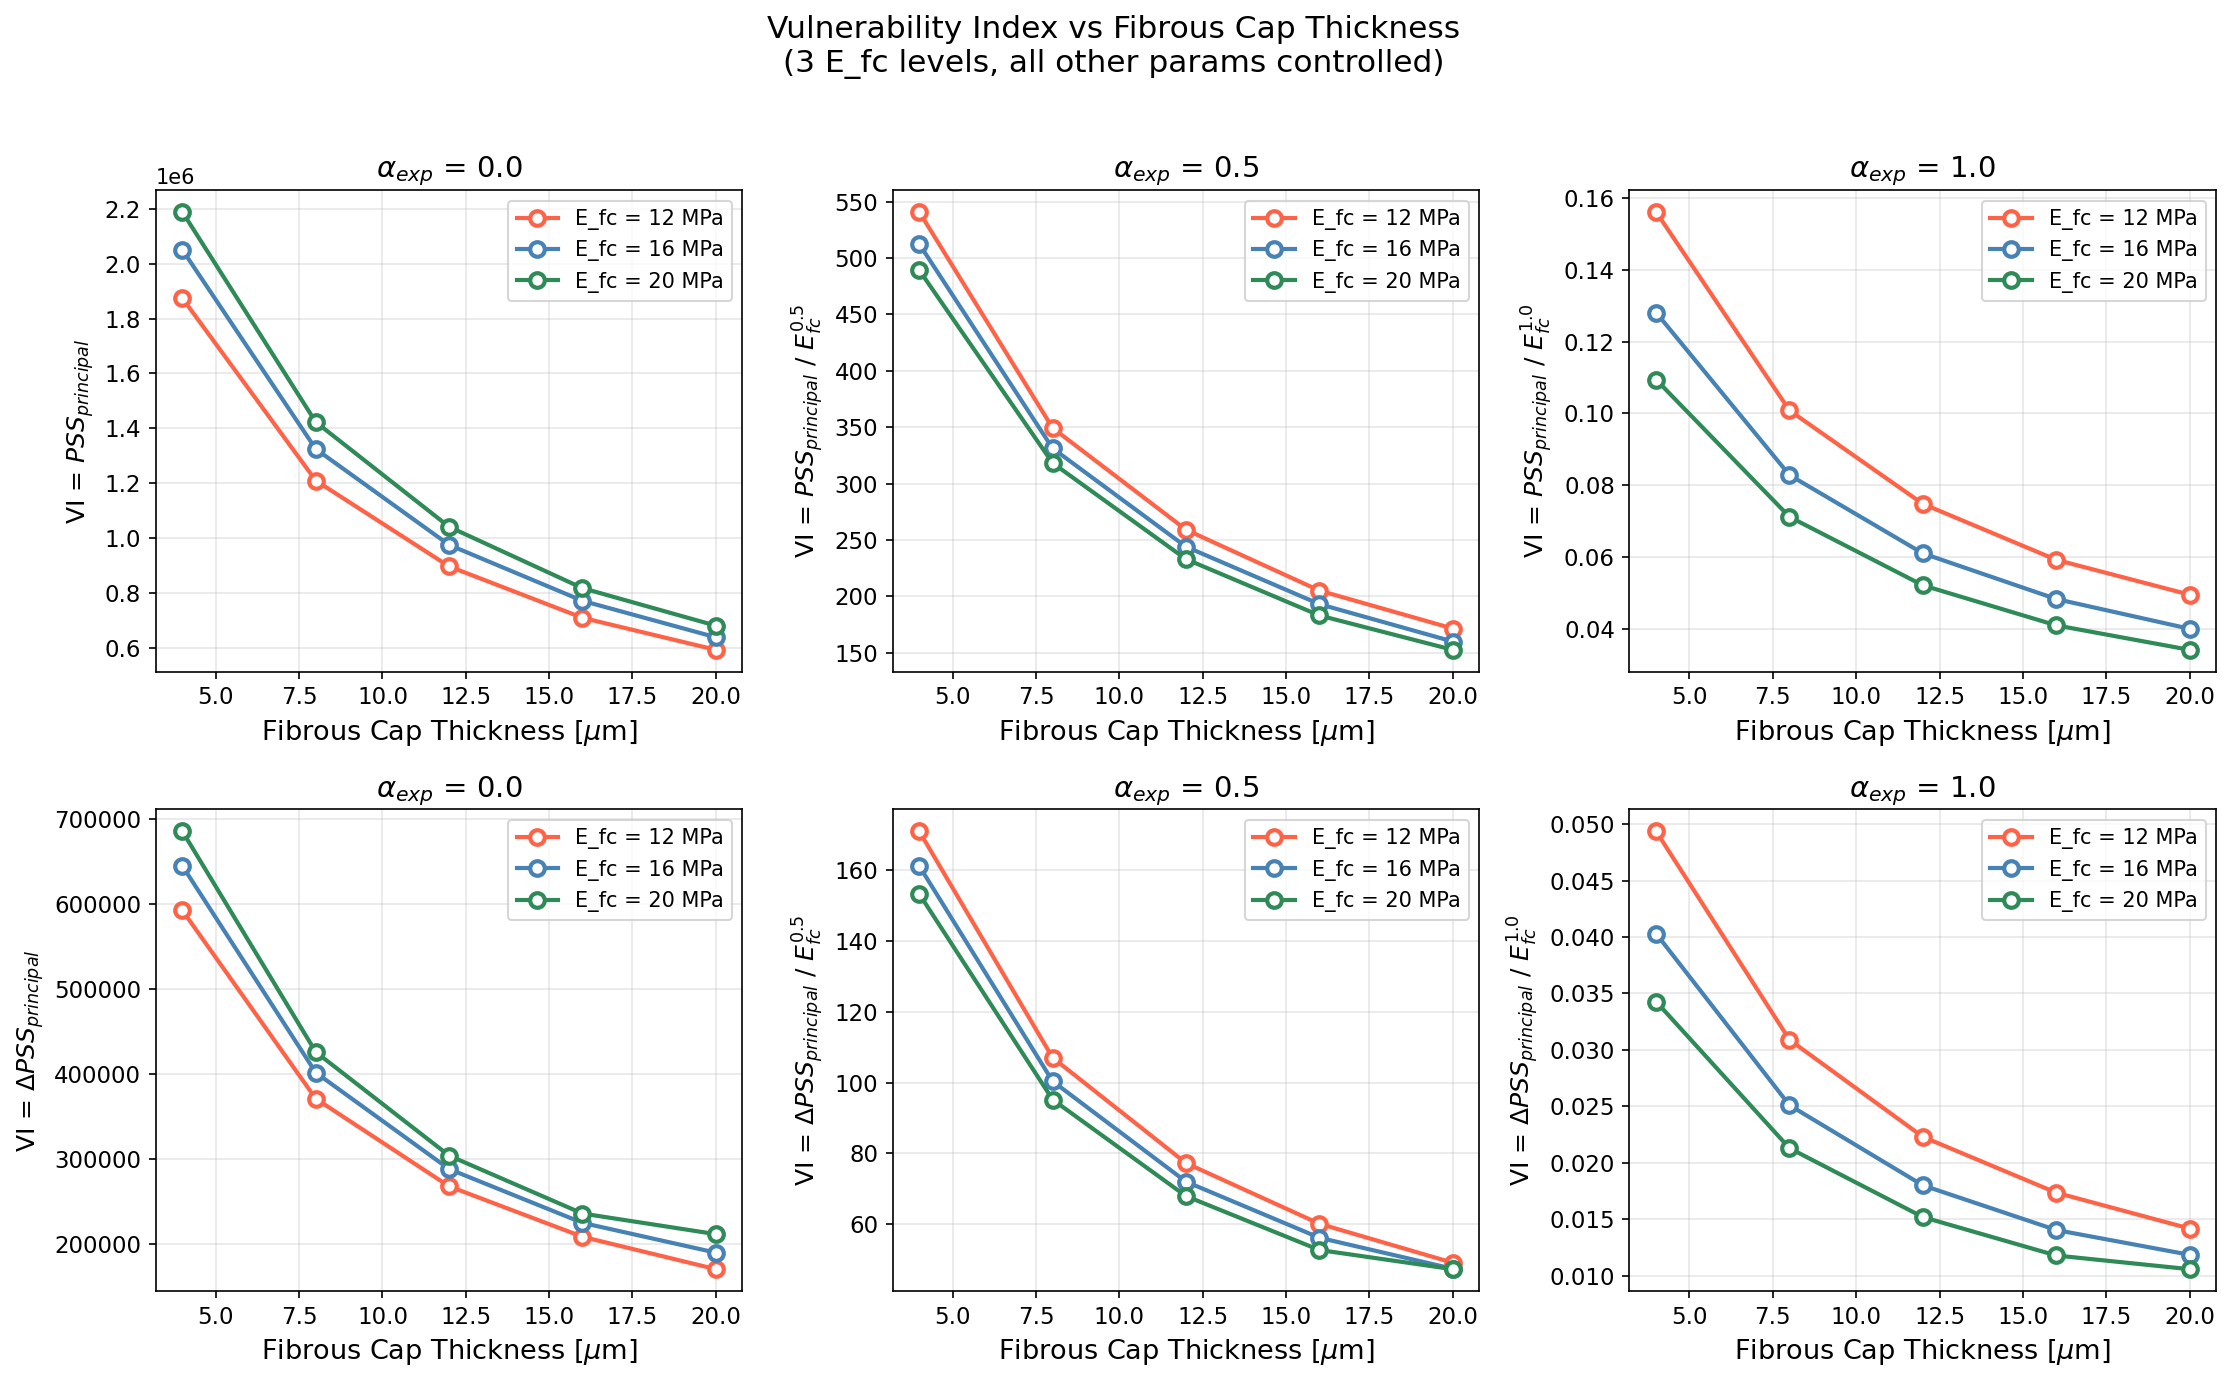 Vulnerability Index vs Fibrous Cap Thickness
(3 E_fc levels, all other params controlled)
α_exp = 0.0
1e6
2.2
2.0
1.8
1.6
1.4
1.2
1.0
0.8
0.6
VI = PSS_principal
E_fc = 12 MPa
E_fc = 16 MPa
E_fc = 20 MPa
5.0 7.5 10.0 12.5 15.0 17.5 20.0
Fibrous Cap Thickness [μm]
α_exp = 0.5
550
500
450
400
350
300
250
200
150
VI = PSS_principal / E_fc^0.5
E_fc = 12 MPa
E_fc = 16 MPa
E_fc = 20 MPa
5.0 7.5 10.0 12.5 15.0 17.5 20.0
Fibrous Cap Thickness [μm]
α_exp = 1.0
0.16
0.14
0.12
0.10
0.08
0.06
0.04
VI = PSS_principal / E_fc^1.0
E_fc = 12 MPa
E_fc = 16 MPa
E_fc = 20 MPa
5.0 7.5 10.0 12.5 15.0 17.5 20.0
Fibrous Cap Thickness [μm]
α_exp = 0.0
700000
600000
500000
400000
300000
200000
VI = ΔPSS_principal
E_fc = 12 MPa
E_fc = 16 MPa
E_fc = 20 MPa
5.0 7.5 10.0 12.5 15.0 17.5 20.0
Fibrous Cap Thickness [μm]
α_exp = 0.5
160
140
120
100
80
60
VI = ΔPSS_principal / E_fc^0.5
E_fc = 12 MPa
E_fc = 16 MPa
E_fc = 20 MPa
5.0 7.5 10.0 12.5 15.0 17.5 20.0
Fibrous Cap Thickness [μm]
α_exp = 1.0
0.050
0.045
0.040
0.035
0.030
0.025
0.020
0.015
0.010
VI = ΔPSS_principal / E_fc^1.0
E_fc = 12 MPa
E_fc = 16 MPa
E_fc = 20 MPa
5.0 7.5 10.0 12.5 15.0 17.5 20.0
Fibrous Cap Thickness [μm]